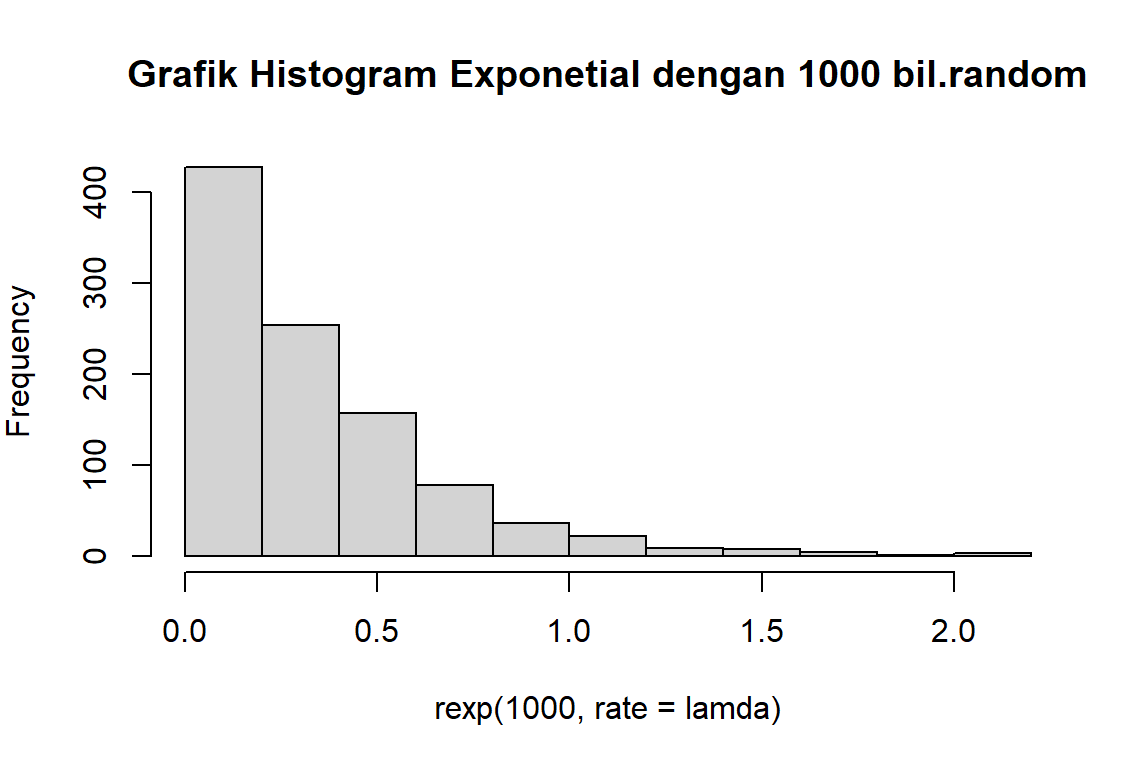 Grafik Histogram Exponetial dengan 1000 bil.random
Frequency
400
300
200
100
0
0.0 0.5 1.0 1.5 2.0
rexp(1000, rate = lamda)